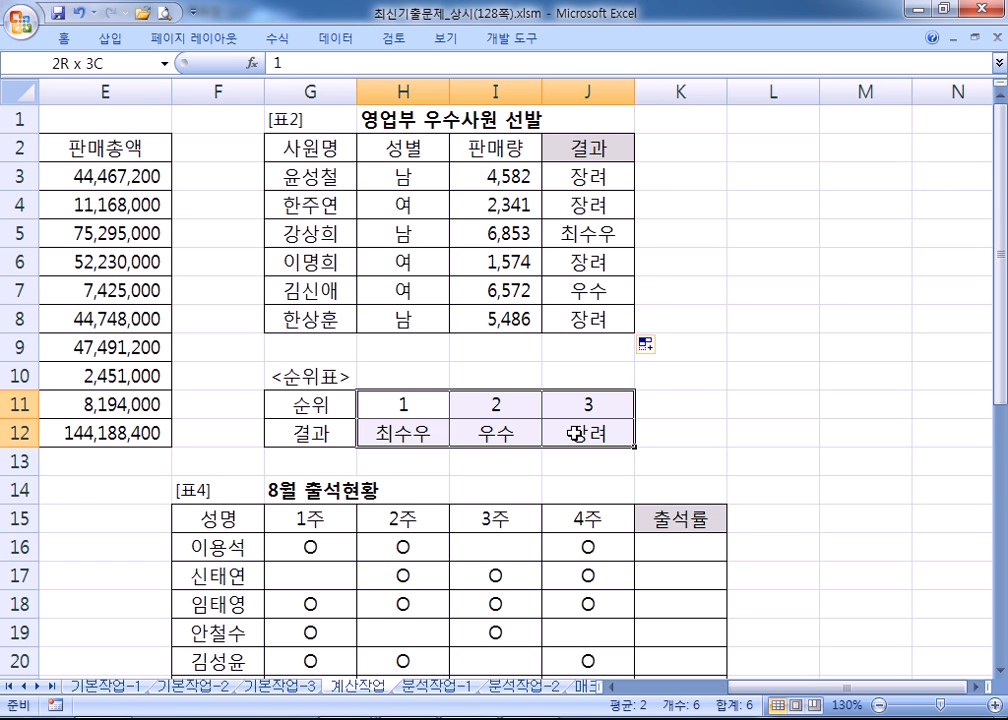 최신기출문제_상시(128쪽).xlsm - Microsoft Excel
홈 삽입 페이지 레이아웃 수식 데이터 검토 보기 개발 도구
2R x 3C fx 1
E F G H I J K L M N
1 [표2] 영업부 우수사원 선발
2 판매총액 사원명 성별 판매량 결과
3 44,467,200 윤성철 남 4,582 장려
4 11,168,000 한주연 여 2,341 장려
5 75,295,000 강상희 남 6,853 최수우
6 52,230,000 이명희 여 1,574 장려
7 7,425,000 김신애 여 6,572 우수
8 44,748,000 한상훈 남 5,486 장려
9 47,491,200
10 2,451,000 <순위표>
11 8,194,000 순위 1 2 3
12 144,188,400 결과 최수우 우수 장려
13
14 [표4] 8월 출석현황
15 성명 1주 2주 3주 4주 출석률
16 이용석 O O O
17 신태연 O O O
18 임태영 O O O O
19 안철수 O O
20 김성윤 O O O
기본작업-1 기본작업-2 기본작업-3 계산작업 분석작업-1 분석작업-2
준비 평균: 2 개수: 6 합계: 6 130%